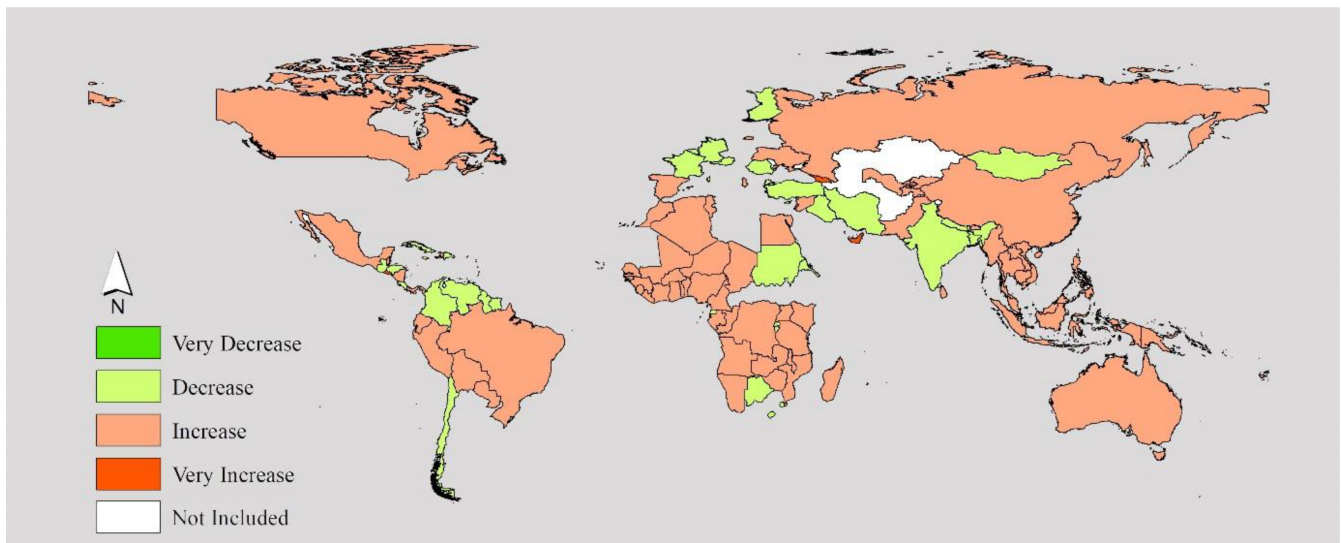 N
Very Decrease
Decrease
Increase
Very Increase
Not Included